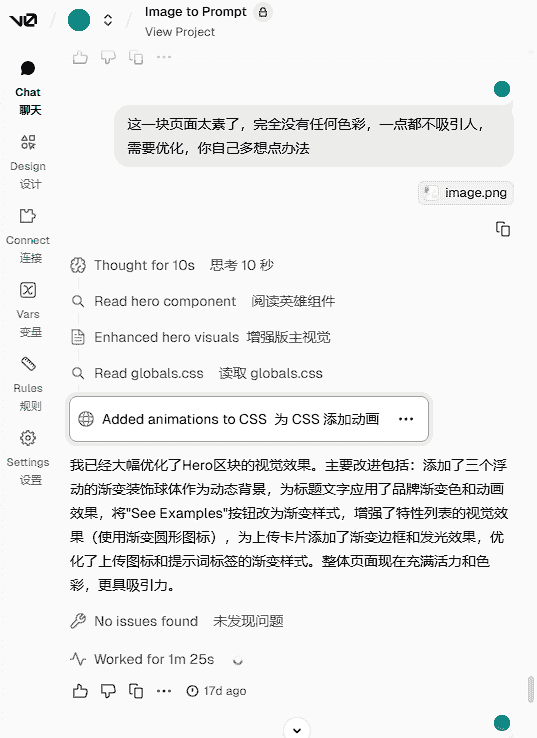 v0
Image to Prompt
View Project
Chat
聊天
Design
设计
Connect
连接
Vars
变量
Rules
规则
Settings
设置
这一块页面太素了，完全没有任何色彩，一点都不吸引人，
需要优化，你自己多想点办法
image.png
Thought for 10s 思考 10 秒
Read hero component 阅读英雄组件
Enhanced hero visuals 增强版主视觉
Read globals.css 读取 globals.css
Added animations to CSS 为 CSS 添加动画
我已经大幅优化了Hero区块的视觉效果。主要改进包括：添加了三个浮
动的渐变装饰球体作为动态背景，为标题文字应用了品牌渐变色和动画
效果，将"See Examples"按钮改为渐变样式，增强了特性列表的视觉效
果（使用渐变圆形图标），为上传卡片添加了渐变边框和发光效果，优
化了上传图标和提示词标签的渐变样式。整体页面现在充满活力和色
彩，更具吸引力。
No issues found 未发现问题
Worked for 1m 25s
17d ago